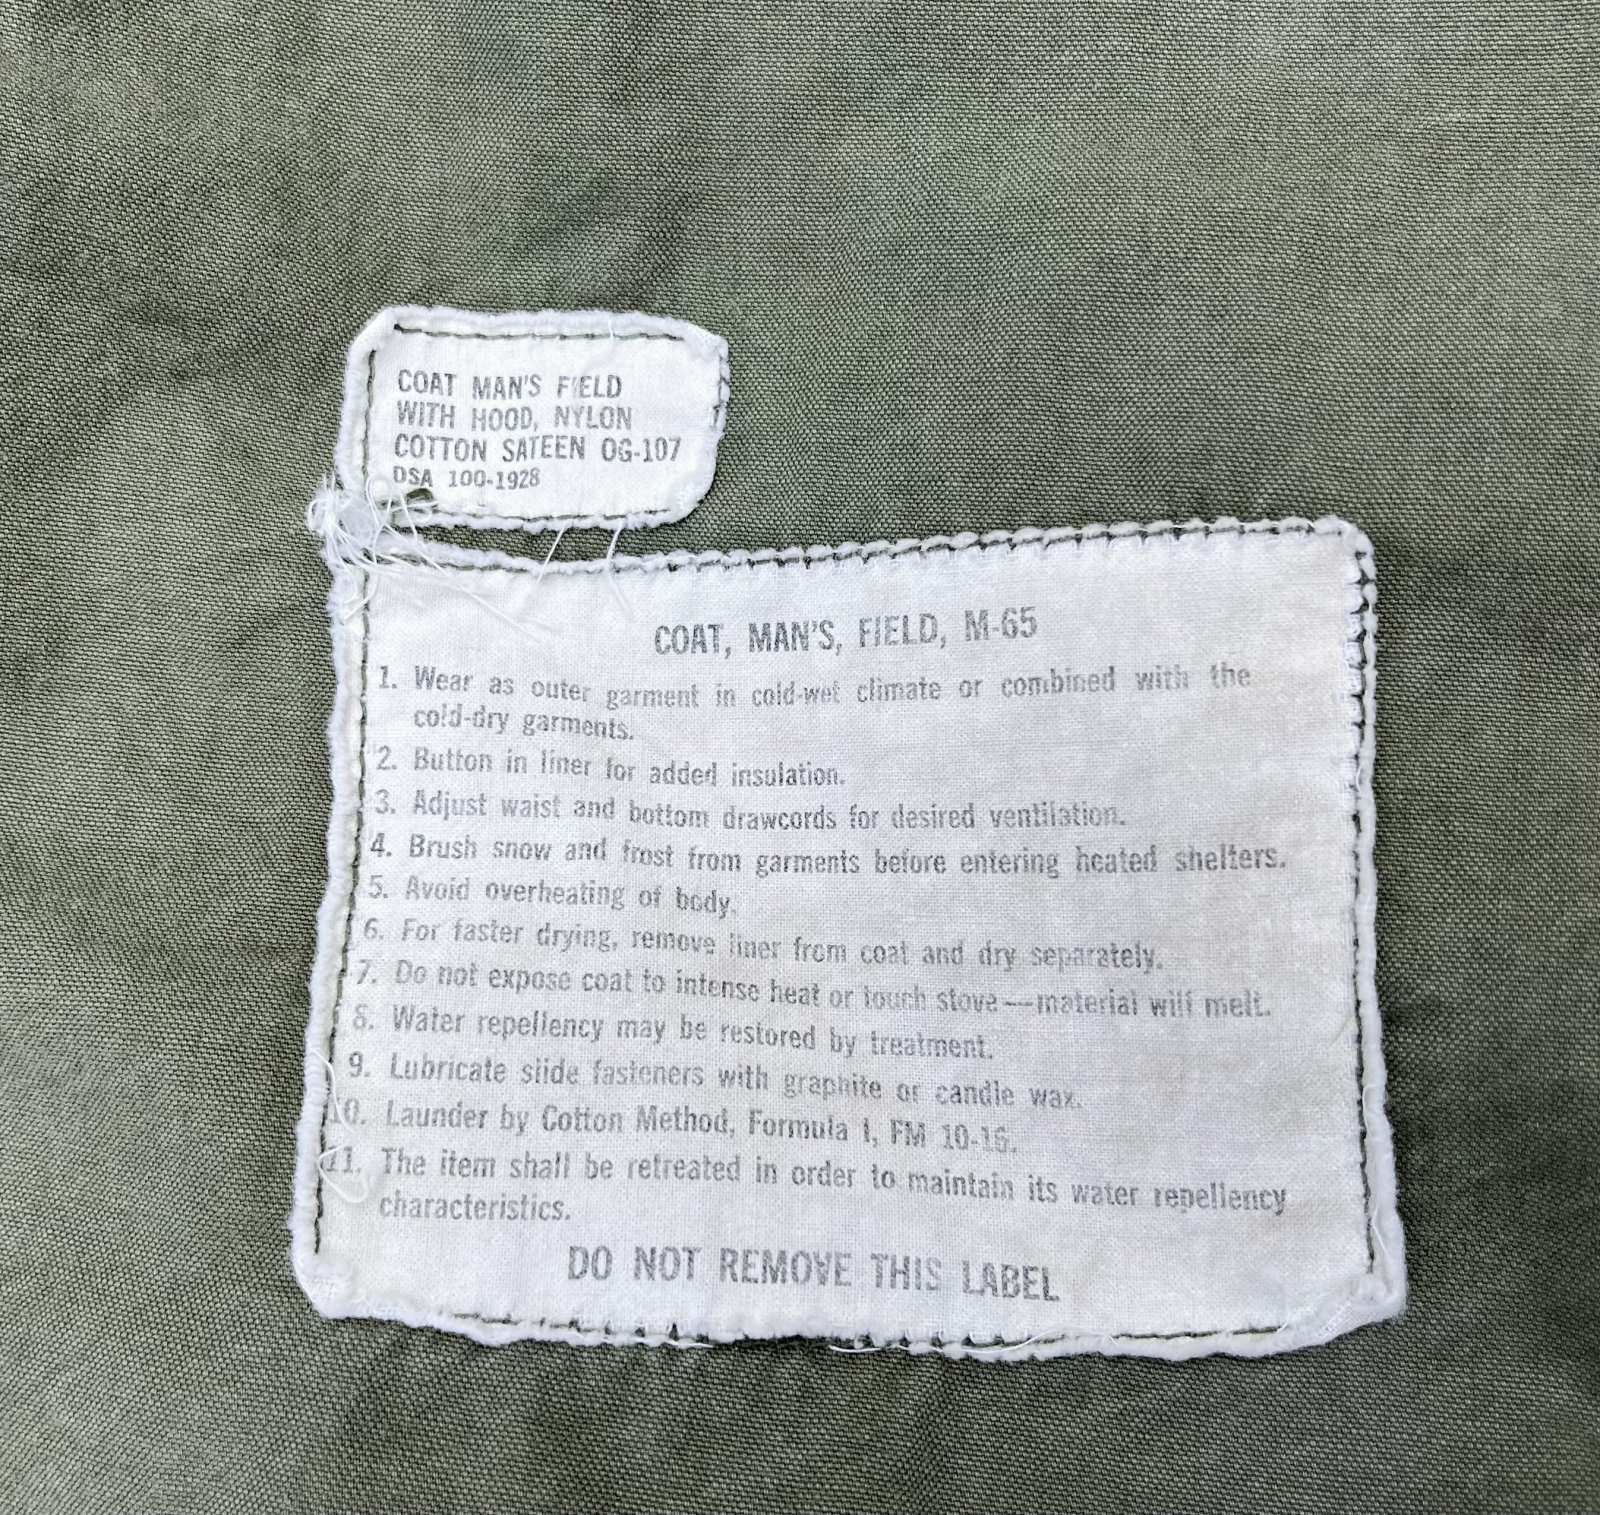 COAT MAN'S FIELD
WITH HOOD, NYLON
COTTON SATEEN OG-107
DSA 100-1928
COAT, MAN'S, FIELD, M-65
1. Wear as outer garment in cold-wet climate or combined with the
cold-dry garments.
2. Button in liner for added insulation.
3. Adjust waist and bottom drawcords for desired ventilation.
4. Brush snow and frost from garments before entering heated shelters.
5. Avoid overheating of body.
6. For faster drying, remove liner from coat and dry separately.
7. Do not expose coat to intense heat or touch stove—material will melt.
8. Water repellency may be restored by treatment.
9. Lubricate slide fasteners with graphite or candle wax.
10. Launder by Cotton Method, Formula I, FM 10-16.
11. The item shall be retreated in order to maintain its water repellency
characteristics.
DO NOT REMOVE THIS LABEL